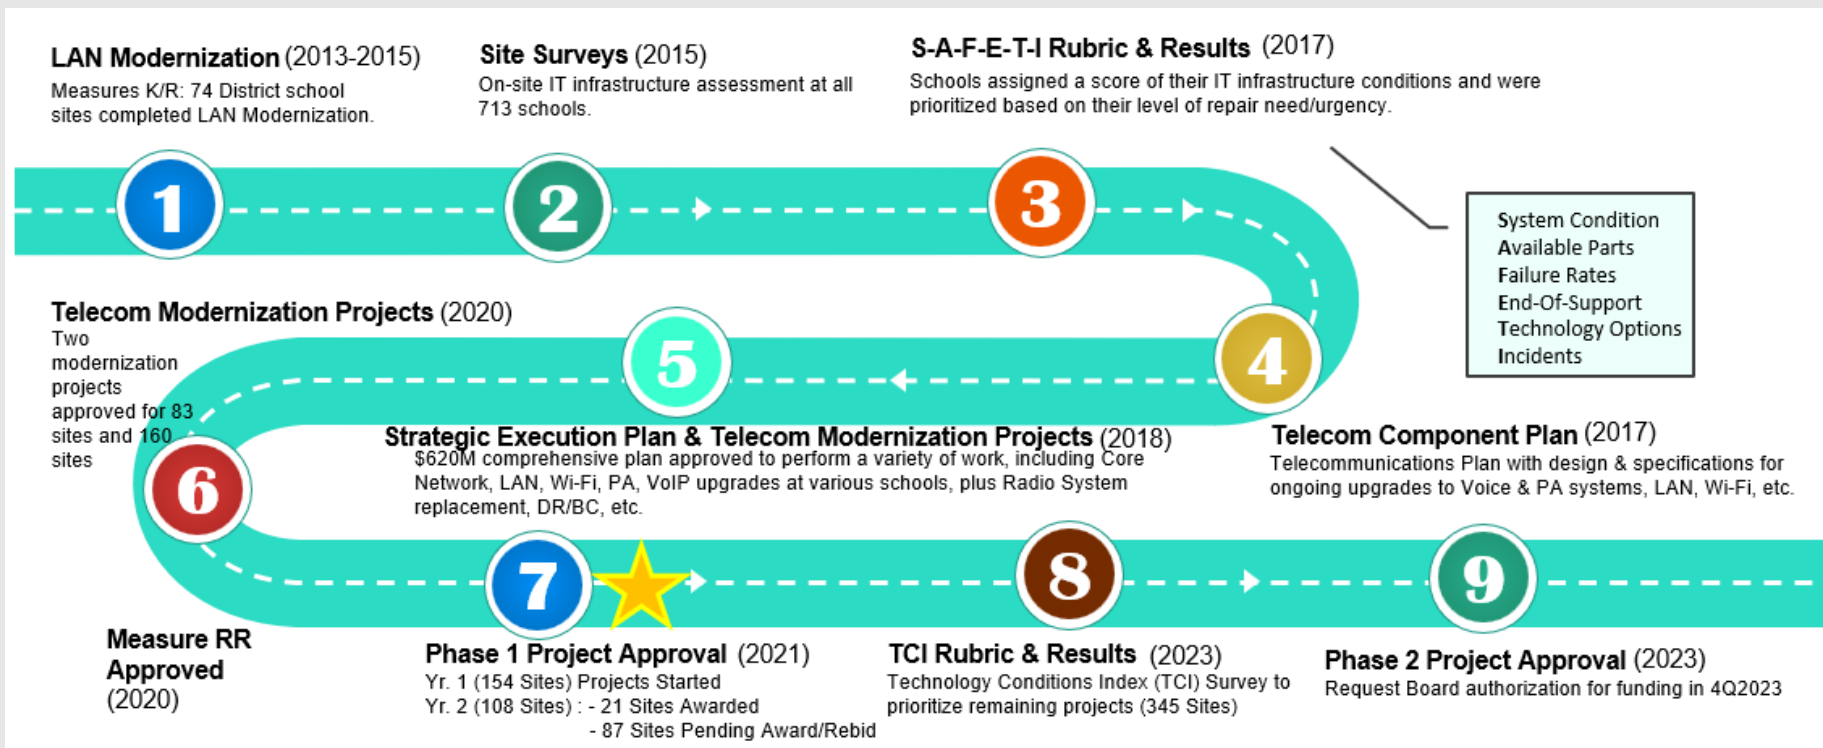 LAN Modernization (2013-2015)
Measures K/R: 74 District school
sites completed LAN Modernization.
Site Surveys (2015)
On-site IT infrastructure assessment at all
713 schools.
S-A-F-E-T-I Rubric & Results (2017)
Schools assigned a score of their IT infrastructure conditions and were
prioritized based on their level of repair need/urgency.
1
2
3
System Condition
Available Parts
Failure Rates
End-Of-Support
Technology Options
Incidents
4
Telecom Component Plan (2017)
Telecommunications Plan with design & specifications for
ongoing upgrades to Voice & PA systems, LAN, Wi-Fi, etc.
5
Strategic Execution Plan & Telecom Modernization Projects (2018)
$620M comprehensive plan approved to perform a variety of work, including Core
Network, LAN, Wi-Fi, PA, VoIP upgrades at various schools, plus Radio System
replacement, DR/BC, etc.
Telecom Modernization Projects (2020)
Two
modernization
projects
approved for 83
sites and 160
sites
6
Measure RR
Approved
(2020)
7
Phase 1 Project Approval (2021)
Yr. 1 (154 Sites) Projects Started
Yr. 2 (108 Sites) : - 21 Sites Awarded
- 87 Sites Pending Award/Rebid
8
TCI Rubric & Results (2023)
Technology Conditions Index (TCI) Survey to
prioritize remaining projects (345 Sites)
9
Phase 2 Project Approval (2023)
Request Board authorization for funding in 4Q2023